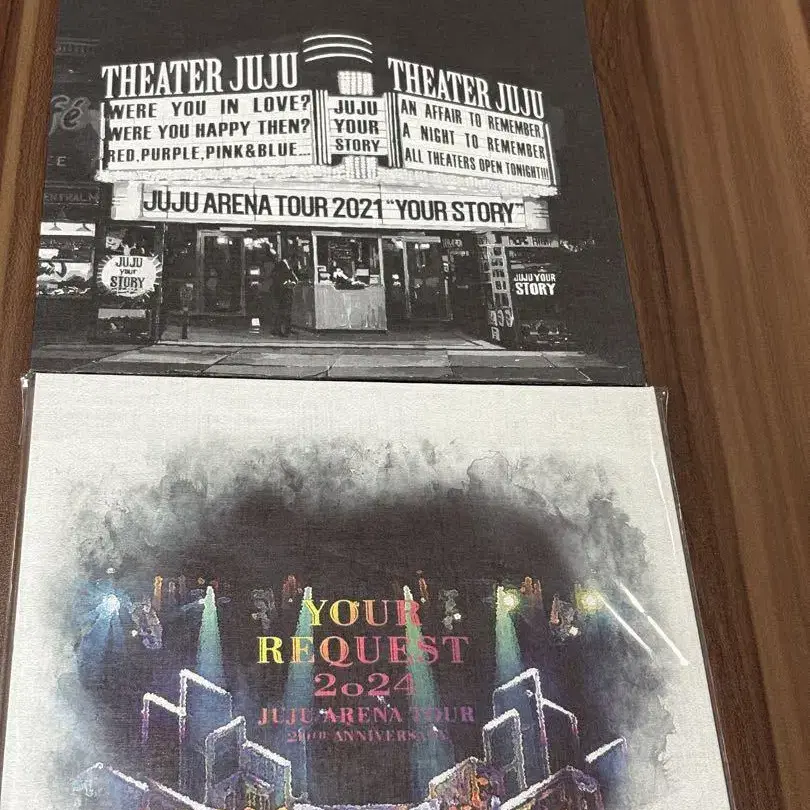 THEATER JUJU
WERE YOU IN LOVE?
WERE YOU HAPPY THEN?
RED,PURPLE,PINK&BLUE...
JUJU
YOUR
STORY
THEATER JUJU
AN AFFAIR TO REMEMBER
A NIGHT TO REMEMBER
ALL THEATERS OPEN TONIGHT!!!
JUJU ARENA TOUR 2021 "YOUR STORY"
JUJU
YOUR
STORY
JUJU YOUR
STORY
YOUR
REQUEST
2024
JUJU ARENA TOUR
20TH ANNIVERSARY